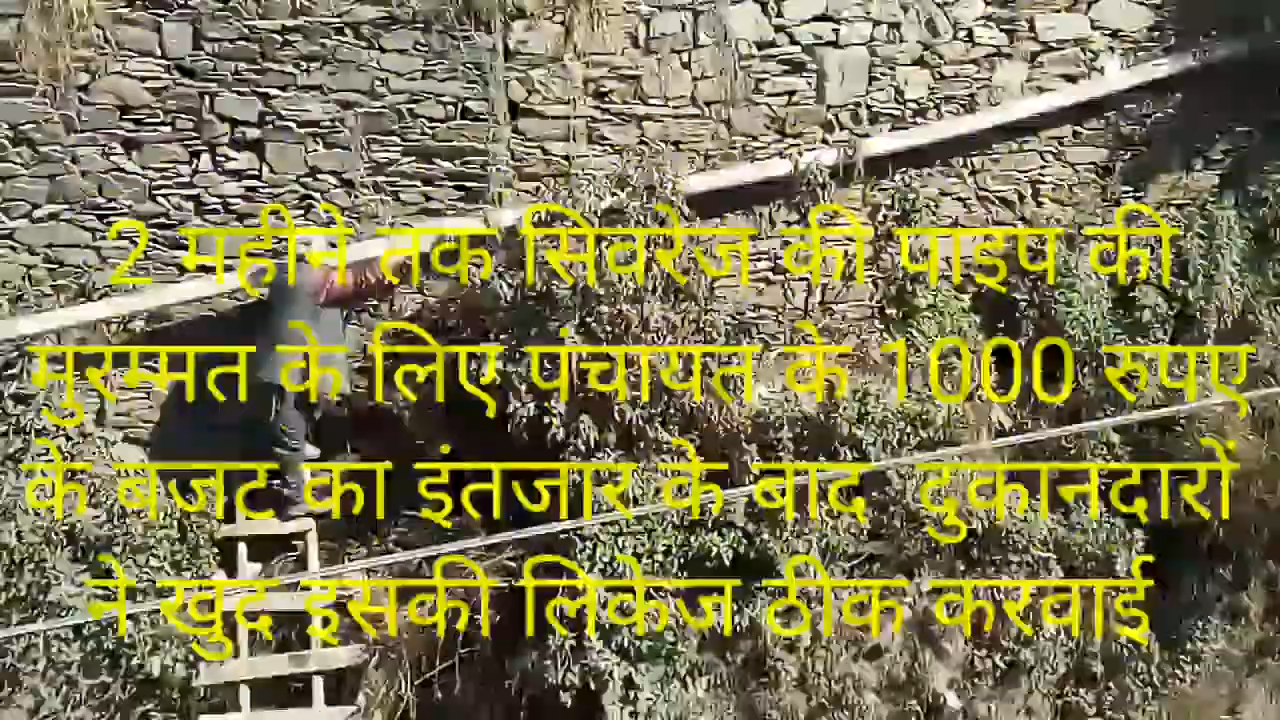 2 महीने तक सिवरेज की पाइप की
मुरम्मत के लिए पंचायत के 1000 रुपए
के बजट का इंतजार के बाद दुकानदारों
ने खुद इसकी लिकेज ठीक करवाई